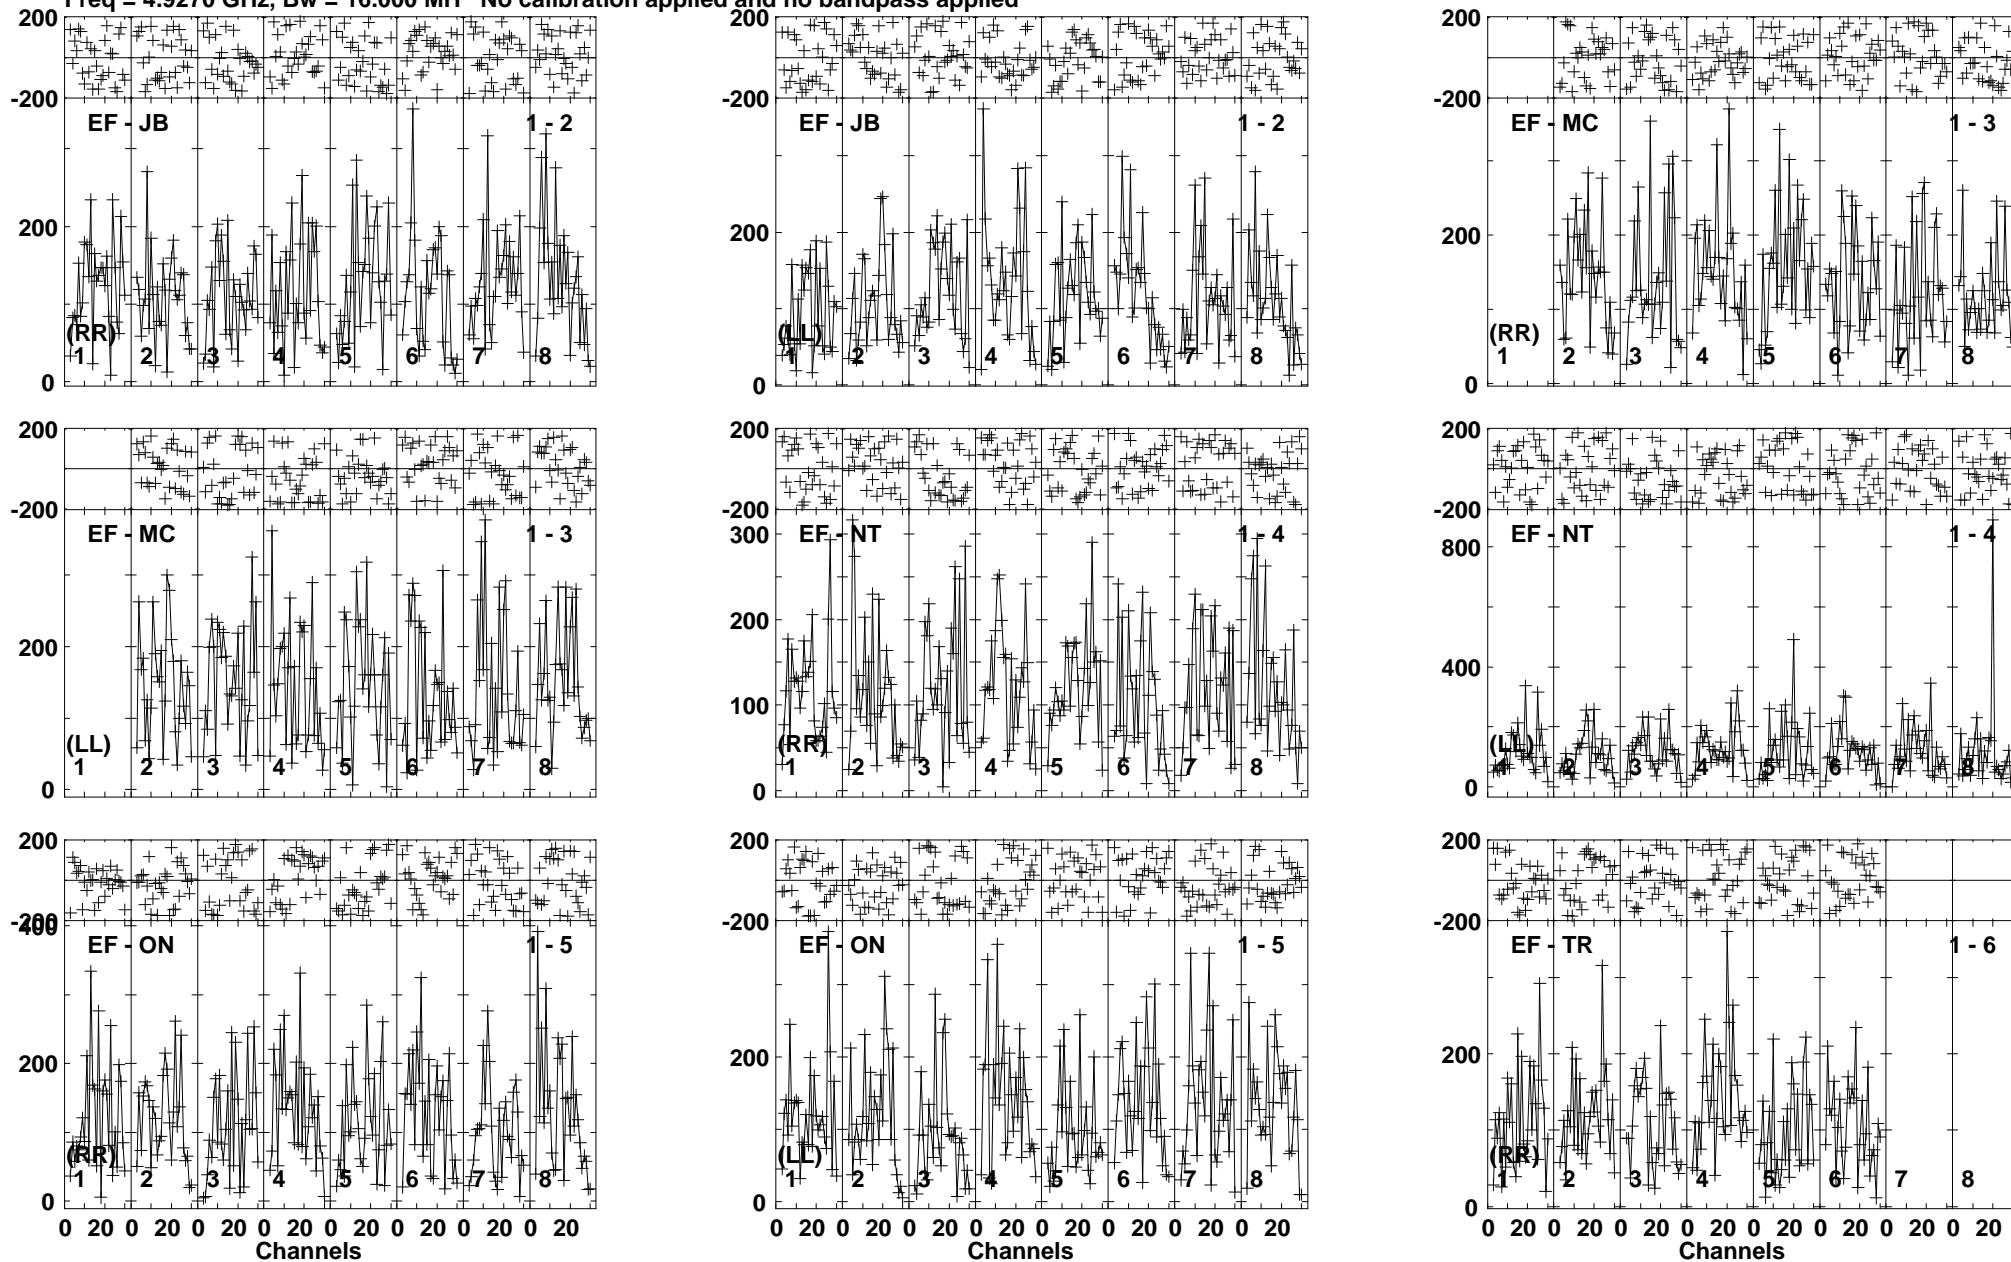 Freq = 4.9270 GHz, Bw = 16.000 MH No calibration applied and no bandpass applied
200 200 200
-200 -200 -200
EF - JB 1 - 2 EF - JB 1 - 2 EF - MC 1 - 3
200 200 200
(RR) (LL) (RR)
1 2 3 4 5 6 7 8 1 2 3 4 5 6 7 8 1 2 3 4 5 6 7 8
0 0 0
200 200 200
-200 -200 -200
EF - MC 1 - 3 EF - NT 1 - 4 EF - NT 1 - 4
300 800
200 200 400
100
(LL) (RR) (LL)
1 2 3 4 5 6 7 8 1 2 3 4 5 6 7 8 1 2 3 4 5 6 7 8
0 0 0
200 200 200
-200 -200 -200
400
EF - ON 1 - 5 EF - ON 1 - 5 EF - TR 1 - 6
200 200 200
(RR) (LL) (RR)
1 2 3 4 5 6 7 8 1 2 3 4 5 6 7 8 1 2 3 4 5 6 7 8
0 0 0
0 20 0 20 0 20 0 20 0 20 0 20 0 20 0 20 0 20 0 20 0 20 0 20 0 20 0 20 0 20 0 20 0 20 0 20 0 20 0 20 0 20 0 20 0 20 0 20
Channels Channels Channels